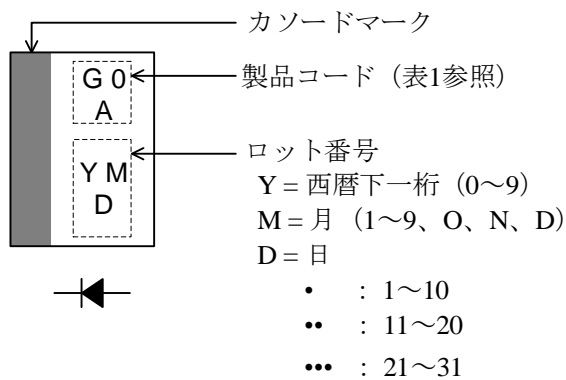 カソードマーク
G 0
A
製品コード（表1参照）
Y M
D
ロット番号
Y = 西暦下一桁（0～9）
M = 月（1～9、O、N、D）
D = 日
• : 1～10
•• : 11～20
••• : 21～31